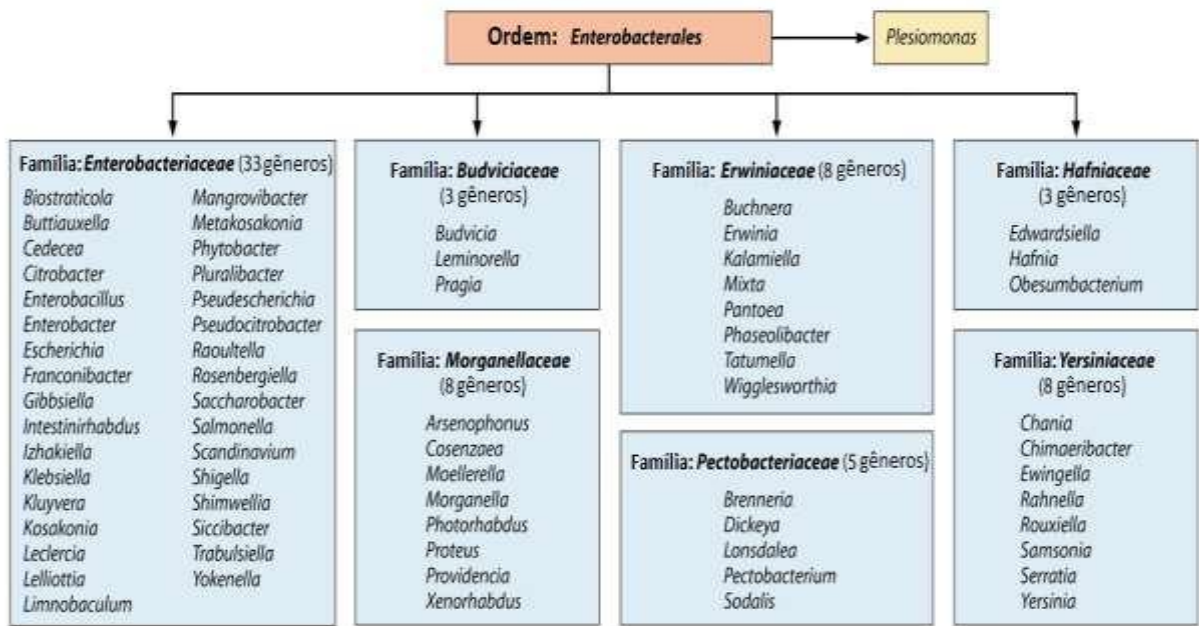 Ordem: Enterobacterales
Plesiomonas
Família: Enterobacteriaceae (33 gêneros)
Biostraticola
Buttiauxella
Cedecea
Citrobacter
Enterobacillus
Enterobacter
Escherichia
Franconibacter
Gibbsiella
Intestinirhabdus
Izhakiella
Klebsiella
Kluyvera
Kosakonia
Leclercia
Lelliottia
Limnobaculum
Mangrovibacter
Metakosakonia
Phytobacter
Pluralibacter
Pseudescherichia
Pseudocitrobacter
Raoultella
Rosenbergiella
Saccharobacter
Salmonella
Scandinavium
Shigella
Shimwellia
Siccibacter
Trabulsiella
Yokenella
Família: Budviciaceae
(3 gêneros)
Budvicia
Leminorella
Pragia
Família: Morganellaceae
(8 gêneros)
Arsenophonus
Cosenzaea
Moellerella
Morganella
Photorhabdus
Proteus
Providencia
Xenorhabdus
Família: Erwiniaceae (8 gêneros)
Buchnera
Erwinia
Kalamiella
Mixta
Pantoea
Phaseolibacter
Tatumella
Wigglesworthia
Família: Pectobacteriaceae (5 gêneros)
Brenneria
Dickeya
Lonsdalea
Pectobacterium
Sodalis
Família: Hafniaceae
(3 gêneros)
Edwardsiella
Hafnia
Obesumbacterium
Família: Yersiniaceae
(8 gêneros)
Chania
Chimaeribacter
Ewingella
Rahnella
Rouxiella
Samsonia
Serratia
Yersinia